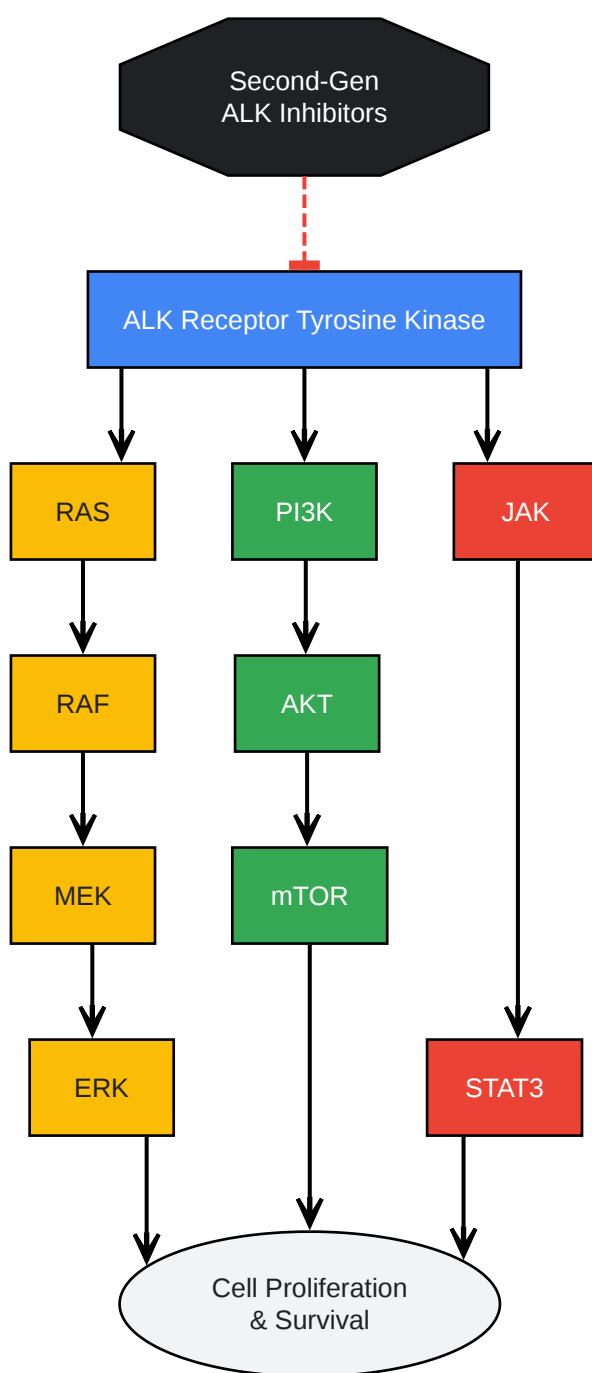 Second-Gen
ALK Inhibitors
ALK Receptor Tyrosine Kinase
RAS
PI3K
JAK
RAF
AKT
MEK
mTOR
ERK
STAT3
Cell Proliferation
& Survival